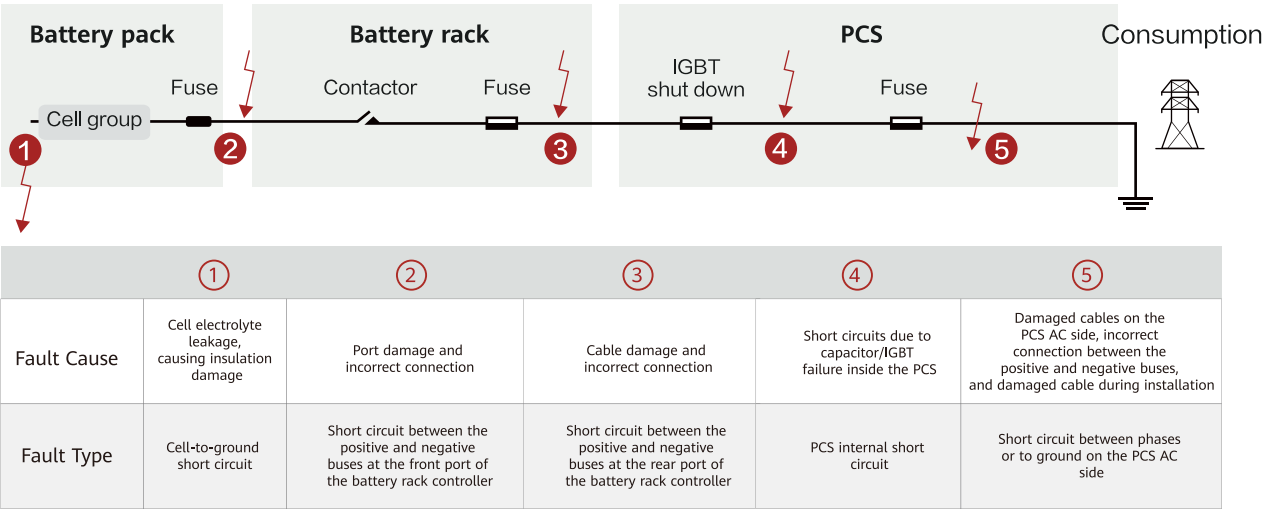 Battery pack
Battery rack
PCS
Consumption
Fuse
Contactor
Fuse
IGBT
shut down
Fuse
Cell group
1
2
3
4
5
1
2
3
4
5
Fault Cause
Cell electrolyte
leakage,
causing insulation
damage
Port damage and
incorrect connection
Cable damage and
incorrect connection
Short circuits due to
capacitor/IGBT
failure inside the PCS
Damaged cables on the
PCS AC side, incorrect
connection between the
positive and negative buses,
and damaged cable during installation
Fault Type
Cell-to-ground
short circuit
Short circuit between the
positive and negative
buses at the front port of
the battery rack controller
Short circuit between the
positive and negative
buses at the rear port of
the battery rack controller
PCS internal short
circuit
Short circuit between phases
or to ground on the PCS AC
side